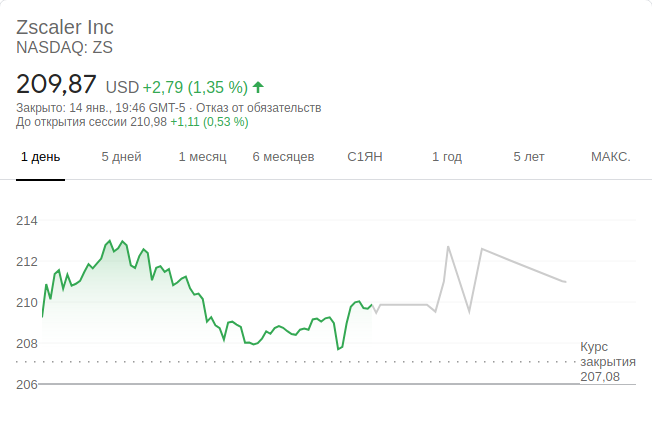 Zscaler Inc
NASDAQ: ZS
209,87 USD +2,79 (1,35 %)
Закрыто: 14 янв., 19:46 GMT-5 · Отказ от обязательств
До открытия сессии 210,98 +1,11 (0,53 %)
1 день 5 дней 1 месяц 6 месяцев С1ЯН 1 год 5 лет МАКС.
214
212
210
208
Курс
закрытия
207,08
206